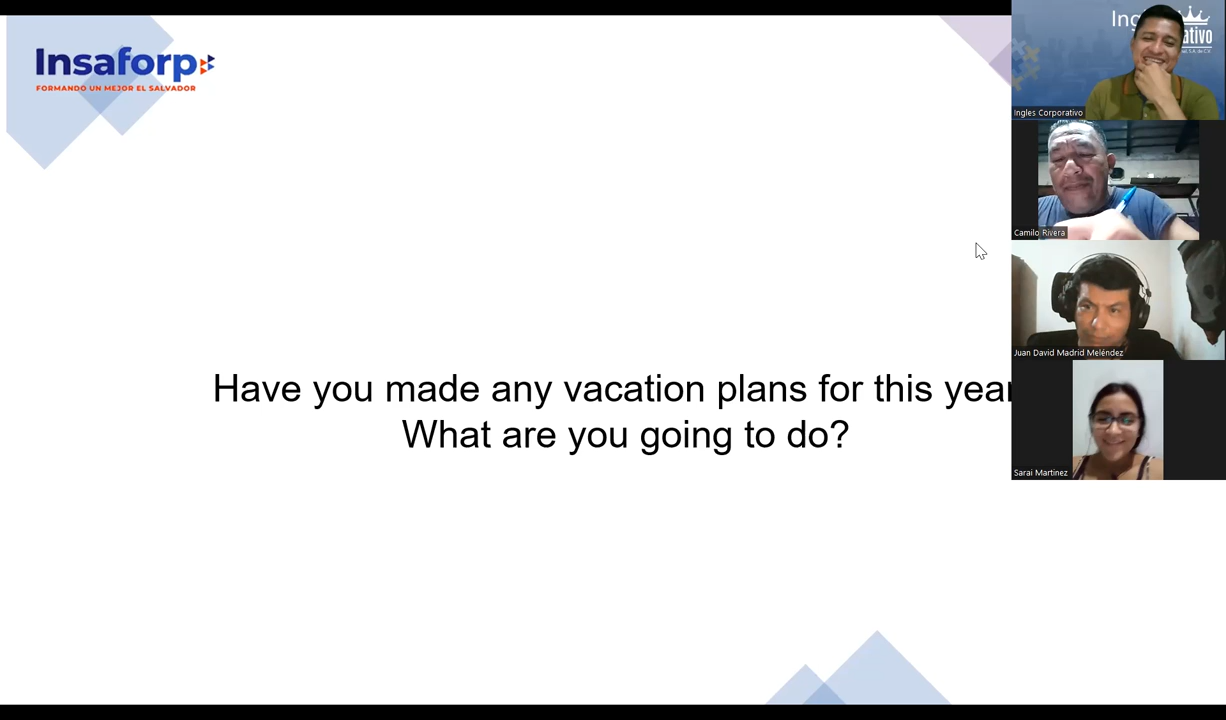 Insaforp
FORMANDO UN MEJOR EL SALVADOR
Have you made any vacation plans for this year
What are you going to do?
Ingles Corporativo
Camilo Rivera
Juan David Madrid Meléndez
Sarai Martinez